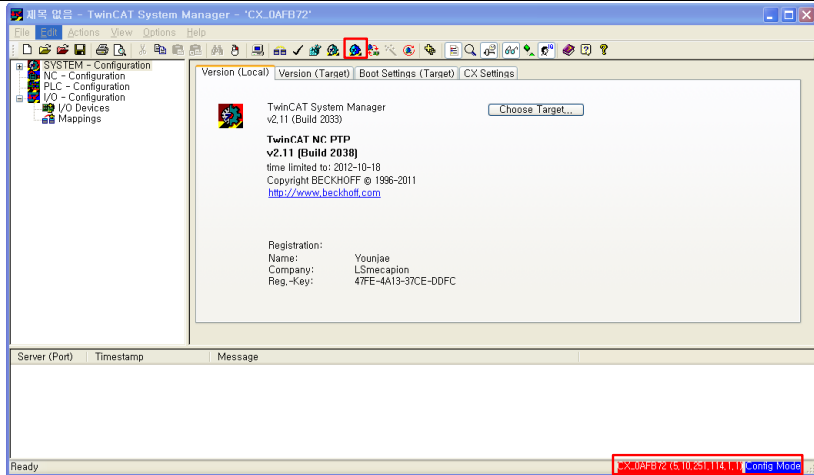 제목 없음 - TwinCAT System Manager - 'CX_0AFB72'
File Edit Actions View Options Help
SYSTEM - Configuration
NC - Configuration
PLC - Configuration
I/O - Configuration
I/O Devices
Mappings
Version (Local) Version (Target) Boot Settings (Target) CX Settings
TwinCAT System Manager
v2,11 (Build 2033)
Choose Target,,,
TwinCAT NC PTP
v2.11 (Build 2038)
time limited to: 2012-10-18
Copyright BECKHOFF © 1996-2011
http://www,beckhoff,com
Registration:
Name: Younjae
Company: LSmecapion
Reg,-Key: 47FE-4A13-37CE-DDFC
Server (Port) Timestamp Message
Ready CX_0AFB72 (5,10,251,114,1,1) Config Mode